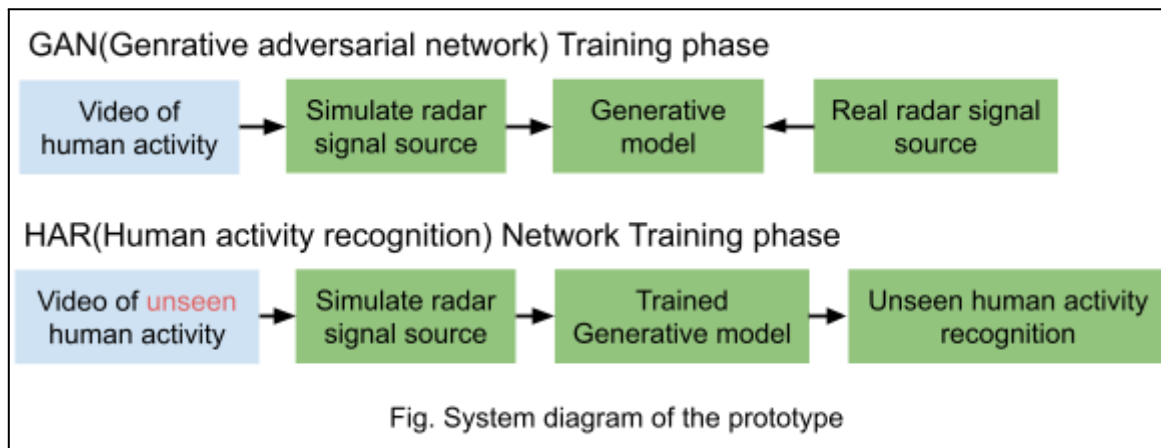 GAN(Genrative adversarial network) Training phase
Video of
human activity
Simulate radar
signal source
Generative
model
Real radar signal
source
HAR(Human activity recognition) Network Training phase
Video of unseen
human activity
Simulate radar
signal source
Trained
Generative model
Unseen human activity
recognition
Fig. System diagram of the prototype